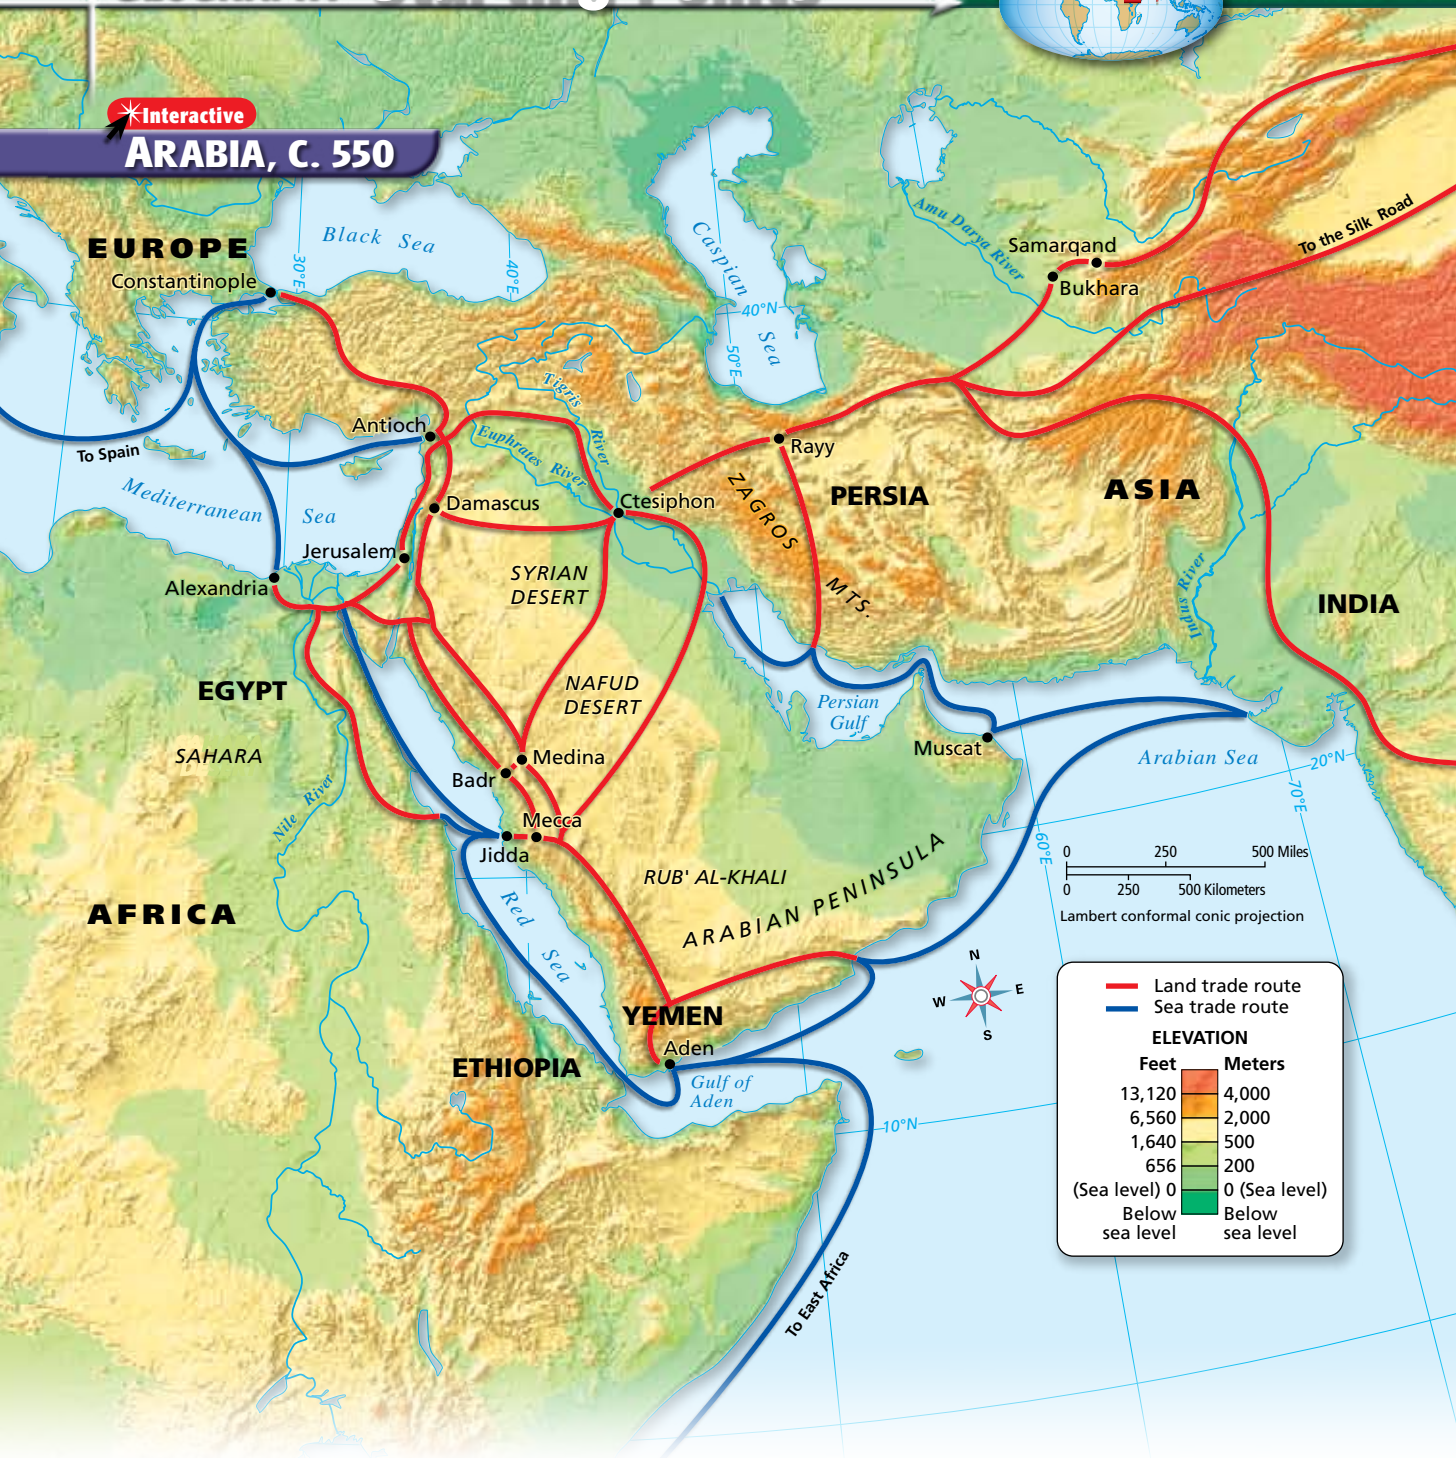 Interactive
ARABIA, C. 550
EUROPE
Constantinople
Black Sea
30°E
40°E
Caspian Sea
40°N
50°E
Amu Darya River
Samarqand
Bukhara
To the Silk Road
Tigris River
Antioch
Euphrates River
Rayy
To Spain
Mediterranean Sea
Damascus
Ctesiphon
ZAGROS MTS.
PERSIA
ASIA
Jerusalem
Alexandria
SYRIAN
DESERT
Indus River
INDIA
EGYPT
NAFUD
DESERT
Persian
Gulf
SAHARA
Medina
Badr
Muscat
Arabian Sea
20°N
70°E
Nile River
Mecca
Jidda
60°E
0 250 500 Miles
0 250 500 Kilometers
Lambert conformal conic projection
RUB' AL-KHALI
ARABIAN PENINSULA
AFRICA
Red Sea
N
W E
S
YEMEN
Aden
ETHIOPIA
Gulf of
Aden
10°N
To East Africa
Land trade route
Sea trade route
ELEVATION
Feet Meters
13,120 4,000
6,560 2,000
1,640 500
656 200
(Sea level) 0 0 (Sea level)
Below Below
sea level sea level